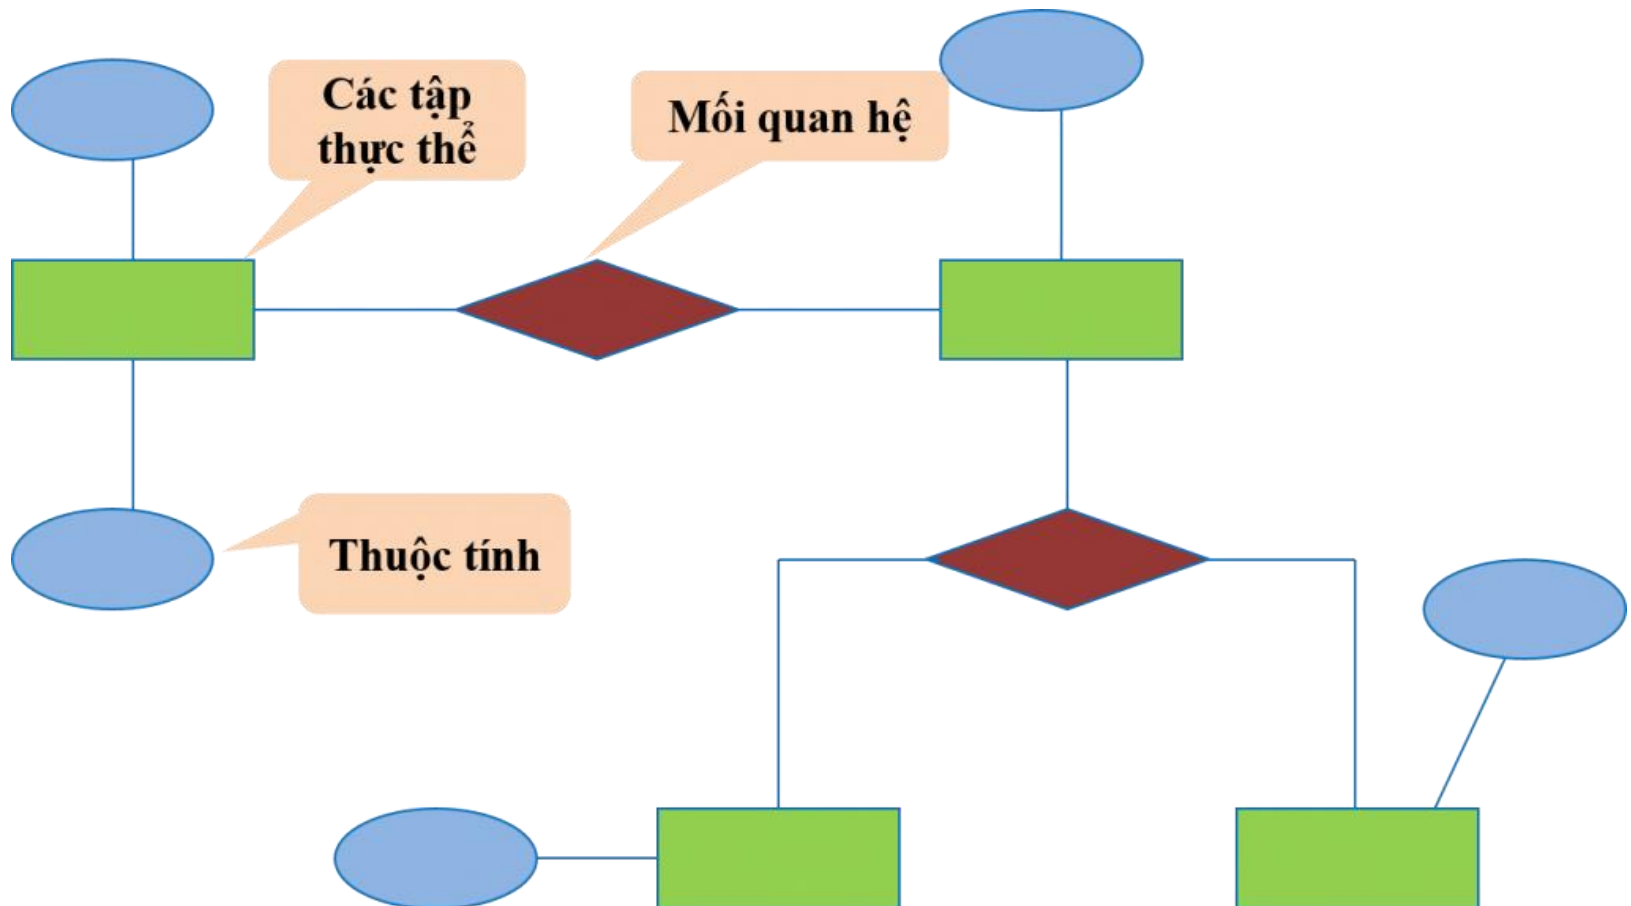 Các tập
thực thể
Mối quan hệ
Thuộc tính